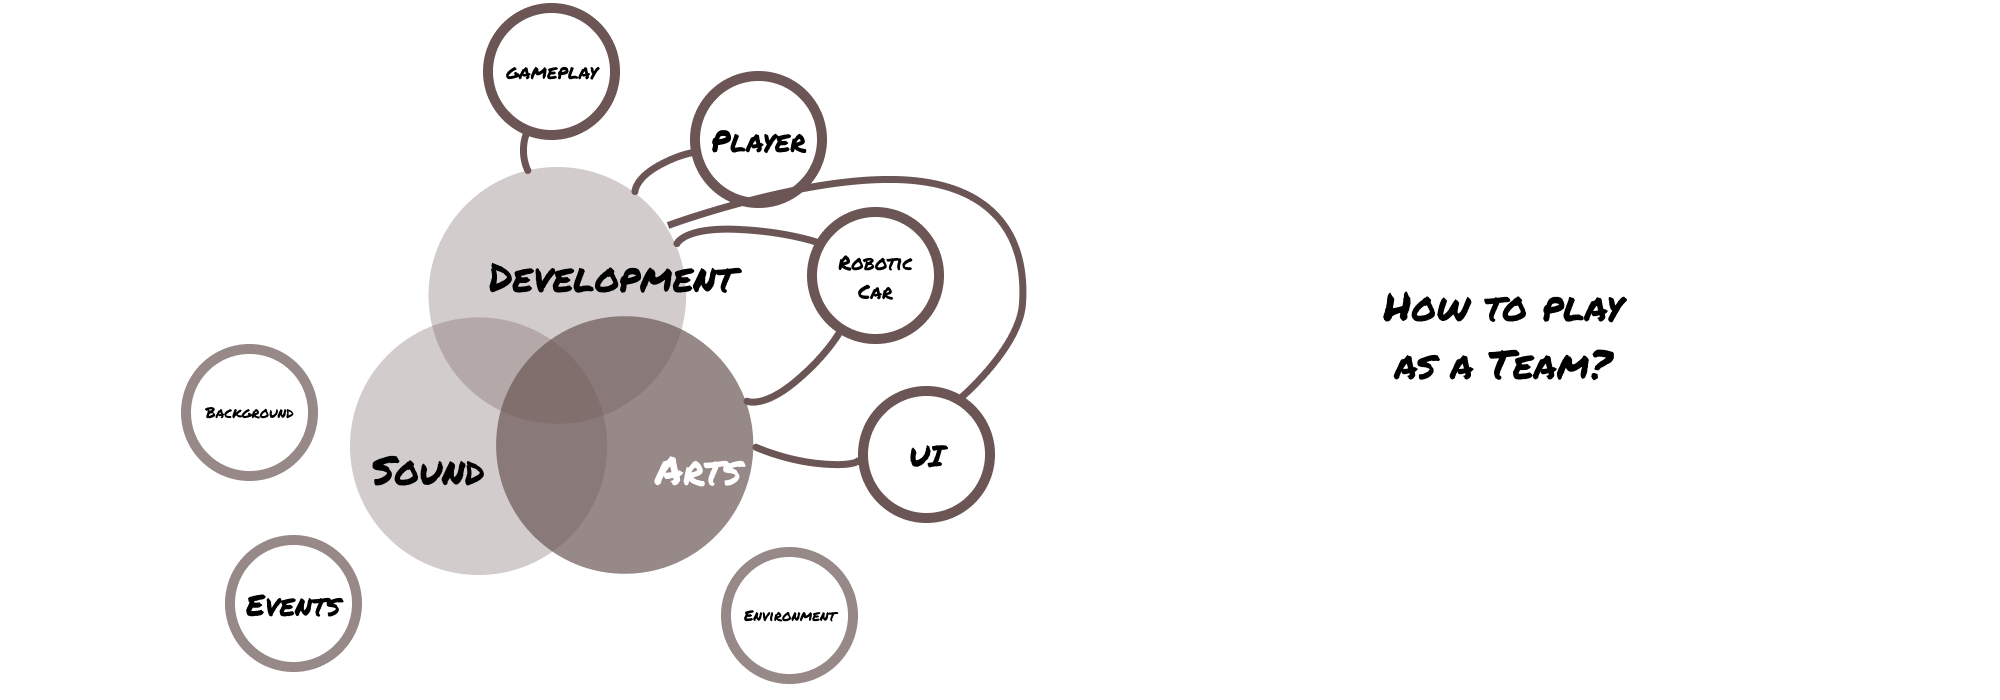 GAMEPLAY
PLAYER
ROBOTIC
CAR
DEVELOPMENT
HOW TO PLAY
AS A TEAM?
BACKGROUND
SOUND
ARTS
UI
EVENTS
ENVIRONMENT